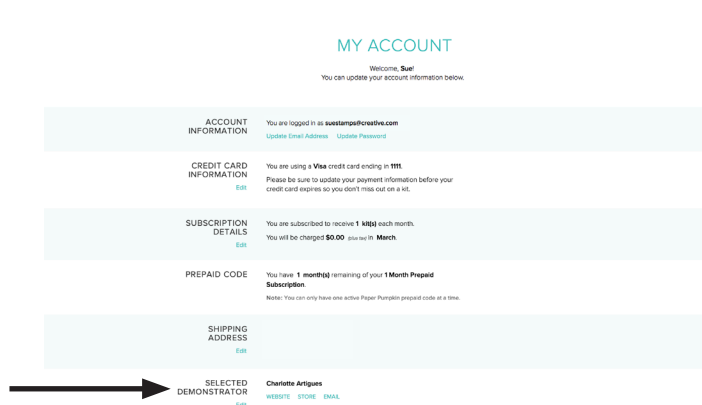 MY ACCOUNT
Welcome, Sue!
You can update your account information below.
ACCOUNT
INFORMATION
You are logged in as suestamps@creative.com
Update Email Address Update Password
CREDIT CARD
INFORMATION
Edit
You are using a Visa credit card ending in 1111.
Please be sure to update your payment information before your
credit card expires so you don't miss out on a kit.
SUBSCRIPTION
DETAILS
Edit
You are subscribed to receive 1 kit(s) each month.
You will be charged $0.00 (plus tax) in March.
PREPAID CODE
You have 1 month(s) remaining of your 1 Month Prepaid
Subscription.
Note: You can only have one active Paper Pumpkin prepaid code at a time.
SHIPPING
ADDRESS
Edit
SELECTED
DEMONSTRATOR
Edit
Charlotte Artigues
WEBSITE STORE EMAIL